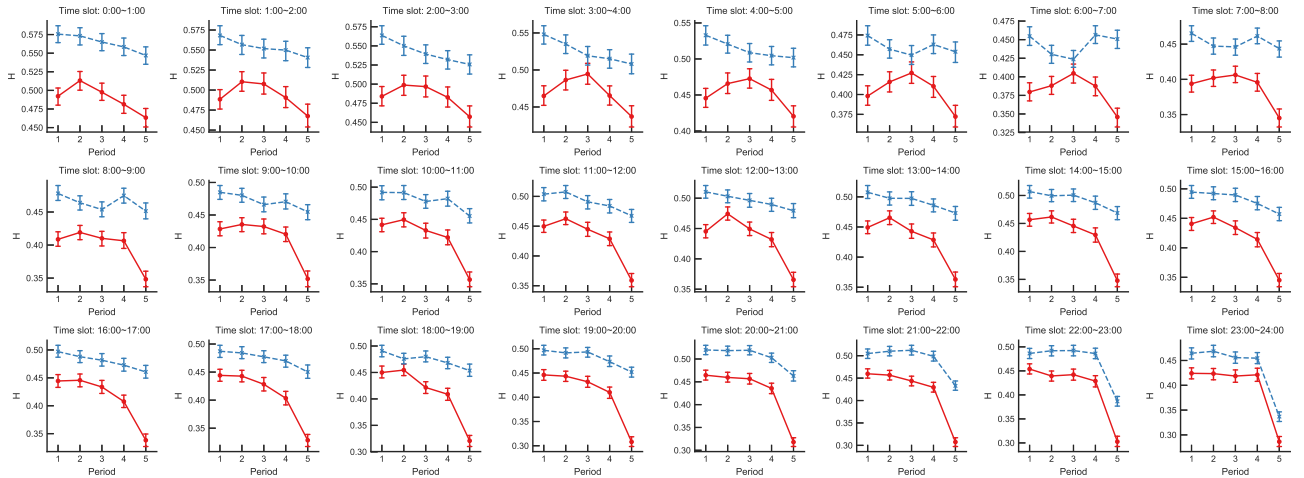 Time slot: 0:00~1:00 Time slot: 1:00~2:00 Time slot: 2:00~3:00 Time slot: 3:00~4:00 Time slot: 4:00~5:00 Time slot: 5:00~6:00 Time slot: 6:00~7:00 Time slot: 7:00~8:00
H 0.575 0.550 0.525 0.500 0.475 0.450
H 0.575 0.550 0.525 0.500 0.475 0.450
H 0.575 0.550 0.525 0.500 0.475 0.450
H 0.55 0.50 0.45
H 0.55 0.50 0.45 0.40
H 0.475 0.450 0.425 0.400 0.375
H 0.475 0.450 0.425 0.400 0.375 0.350 0.325
H 0.45 0.40 0.35
1 2 3 4 5 1 2 3 4 5 1 2 3 4 5 1 2 3 4 5 1 2 3 4 5 1 2 3 4 5 1 2 3 4 5 1 2 3 4 5
Period Period Period Period Period Period Period Period
Time slot: 8:00~9:00 Time slot: 9:00~10:00 Time slot: 10:00~11:00 Time slot: 11:00~12:00 Time slot: 12:00~13:00 Time slot: 13:00~14:00 Time slot: 14:00~15:00 Time slot: 15:00~16:00
H 0.45 0.40 0.35
H 0.50 0.45 0.40 0.35
H 0.50 0.45 0.40 0.35
H 0.50 0.45 0.40 0.35
H 0.50 0.45 0.40 0.35
H 0.50 0.45 0.40 0.35
H 0.50 0.45 0.40 0.35
H 0.50 0.45 0.40 0.35
1 2 3 4 5 1 2 3 4 5 1 2 3 4 5 1 2 3 4 5 1 2 3 4 5 1 2 3 4 5 1 2 3 4 5 1 2 3 4 5
Period Period Period Period Period Period Period Period
Time slot: 16:00~17:00 Time slot: 17:00~18:00 Time slot: 18:00~19:00 Time slot: 19:00~20:00 Time slot: 20:00~21:00 Time slot: 21:00~22:00 Time slot: 22:00~23:00 Time slot: 23:00~24:00
H 0.50 0.45 0.40 0.35
H 0.50 0.45 0.40 0.35
H 0.50 0.45 0.40 0.35 0.30
H 0.50 0.45 0.40 0.35 0.30
H 0.50 0.45 0.40 0.35 0.30
H 0.50 0.45 0.40 0.35 0.30
H 0.50 0.45 0.40 0.35 0.30
H 0.45 0.40 0.35 0.30
1 2 3 4 5 1 2 3 4 5 1 2 3 4 5 1 2 3 4 5 1 2 3 4 5 1 2 3 4 5 1 2 3 4 5 1 2 3 4 5
Period Period Period Period Period Period Period Period